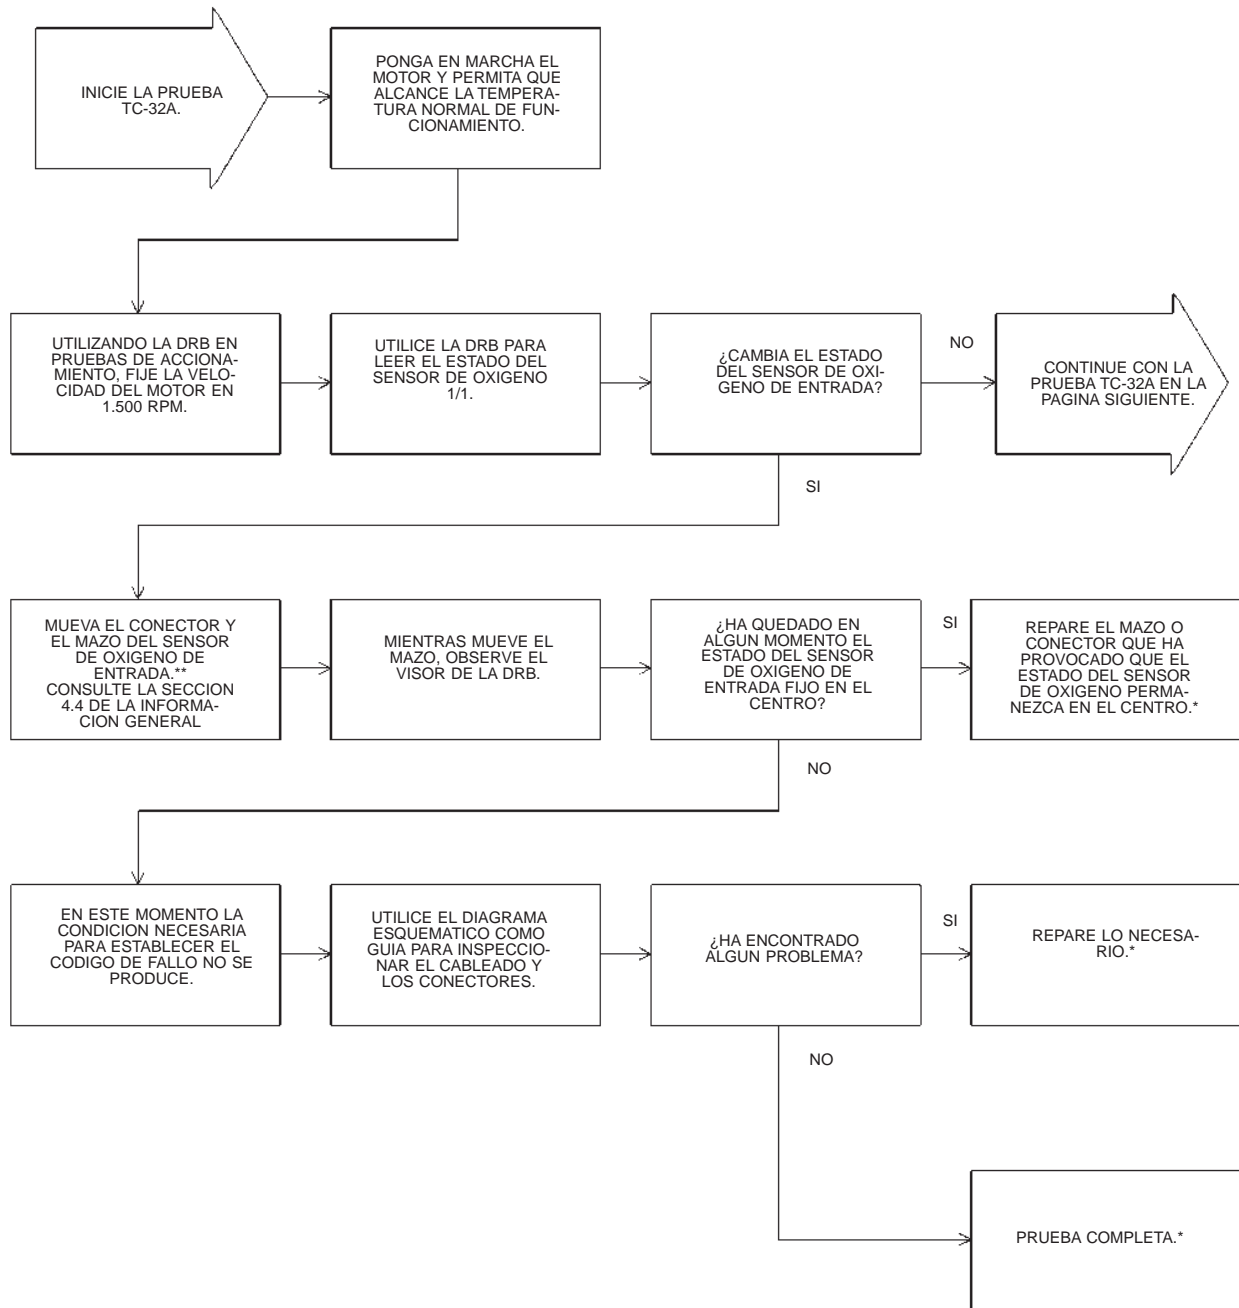 INICIE LA PRUEBA
TC-32A.
PONGA EN MARCHA EL
MOTOR Y PERMITA QUE
ALCANCE LA TEMPERA-
TURA NORMAL DE FUN-
CIONAMIENTO.
UTILIZANDO LA DRB EN
PRUEBAS DE ACCIONA-
MIENTO, FIJE LA VELO-
CIDAD DEL MOTOR EN
1.500 RPM.
UTILICE LA DRB PARA
LEER EL ESTADO DEL
SENSOR DE OXIGENO
1/1.
¿CAMBIA EL ESTADO
DEL SENSOR DE OXI-
GENO DE ENTRADA?
NO
CONTINUE CON LA
PRUEBA TC-32A EN LA
PAGINA SIGUIENTE.
SI
MUEVA EL CONECTOR Y
EL MAZO DEL SENSOR
DE OXIGENO DE
ENTRADA.**
CONSULTE LA SECCION
4.4 DE LA INFORMA-
CION GENERAL
MIENTRAS MUEVE EL
MAZO, OBSERVE EL
VISOR DE LA DRB.
¿HA QUEDADO EN
ALGUN MOMENTO EL
ESTADO DEL SENSOR
DE OXIGENO DE
ENTRADA FIJO EN EL
CENTRO?
SI
REPARE EL MAZO O
CONECTOR QUE HA
PROVOCADO QUE EL
ESTADO DEL SENSOR
DE OXIGENO PERMA-
NEZCA EN EL CENTRO.*
NO
EN ESTE MOMENTO LA
CONDICION NECESARIA
PARA ESTABLECER EL
CODIGO DE FALLO NO SE
PRODUCE.
UTILICE EL DIAGRAMA
ESQUEMATICO COMO
GUIA PARA INSPECCIO-
NAR EL CABLEADO Y
LOS CONECTORES.
¿HA ENCONTRADO
ALGUN PROBLEMA?
SI
REPARE LO NECESA-
RIO.*
NO
PRUEBA COMPLETA.*